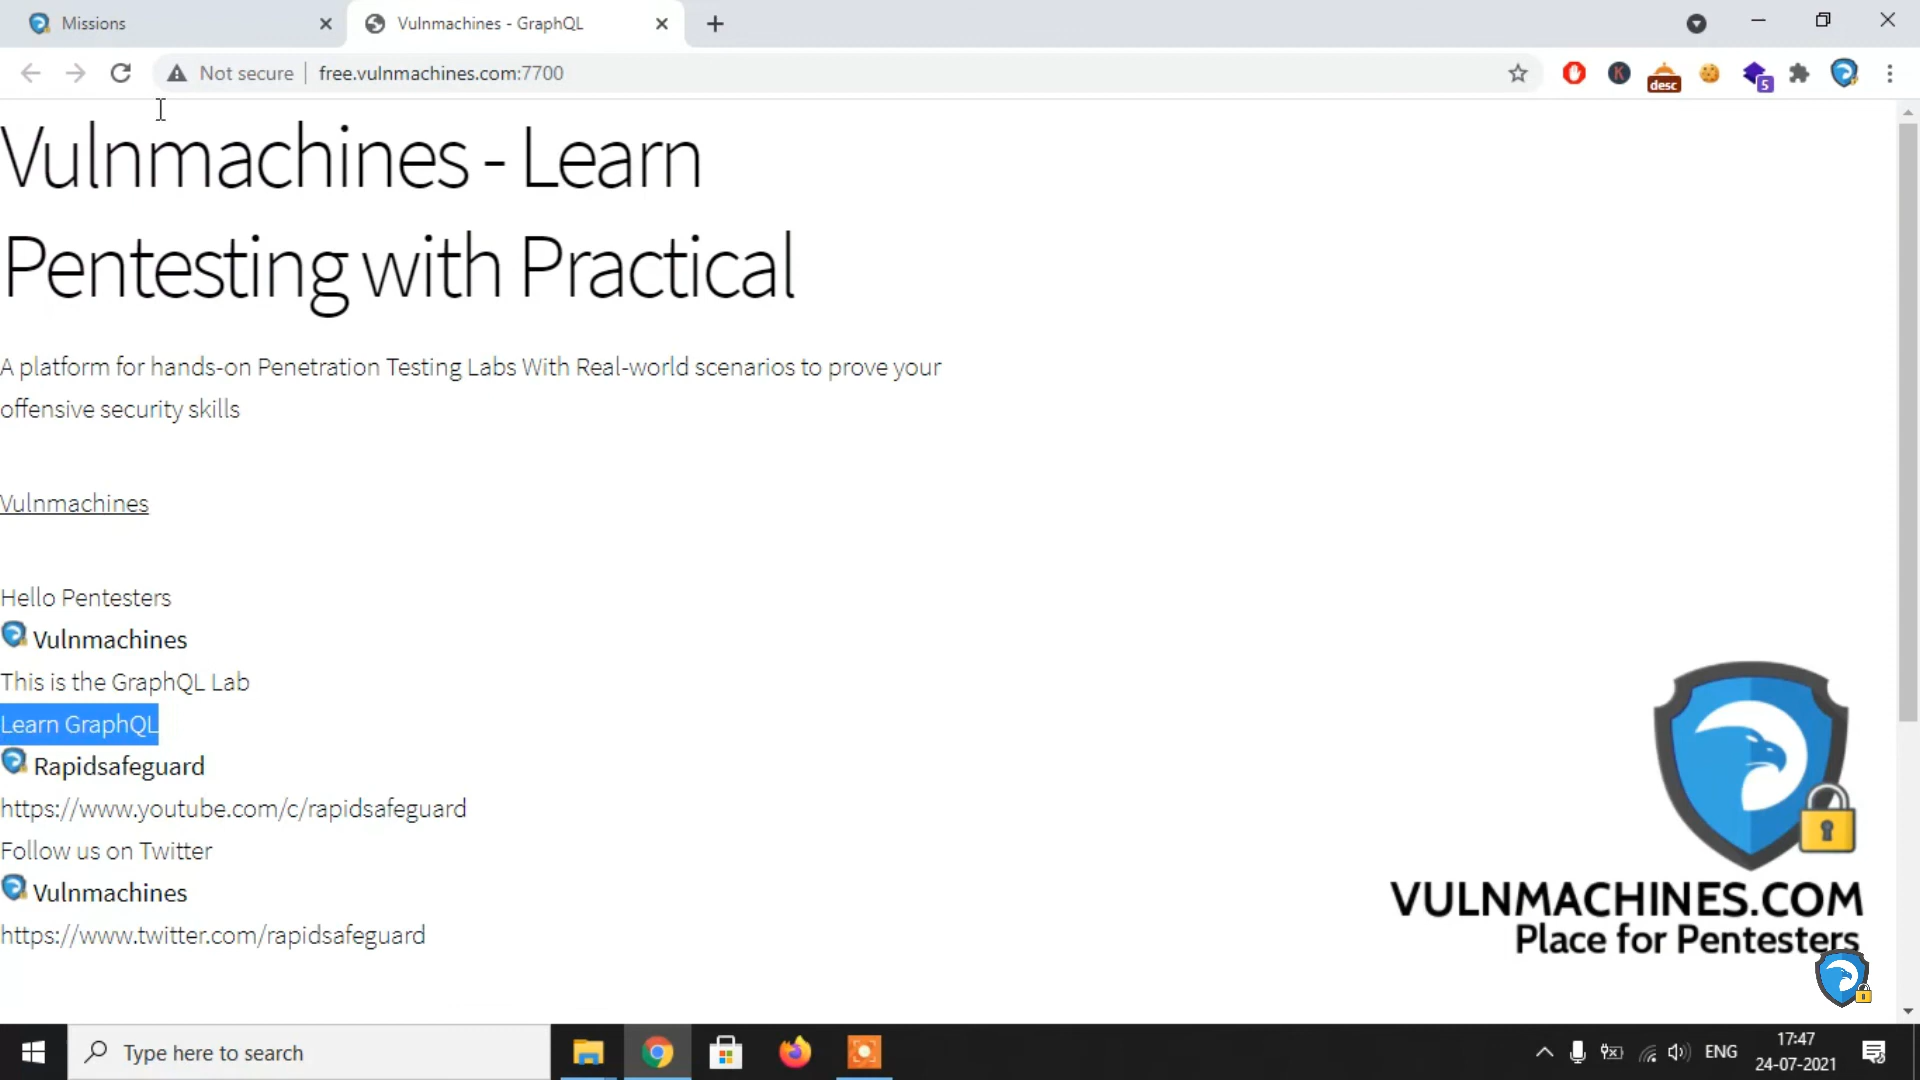 Missions
Vulnmachines - GraphQL
Not secure
free.vulnmachines.com:7700
K
desc
5
Vulnmachines - Learn
Pentesting with Practical
A platform for hands-on Penetration Testing Labs With Real-world scenarios to prove your
offensive security skills
Vulnmachines
Hello Pentesters
Vulnmachines
This is the GraphQL Lab
Learn GraphQL
Rapidsafeguard
https://www.youtube.com/c/rapidsafeguard
Follow us on Twitter
Vulnmachines
https://www.twitter.com/rapidsafeguard
VULNMACHINES.COM
Place for Pentesters
Type here to search
ENG
17:47
24-07-2021